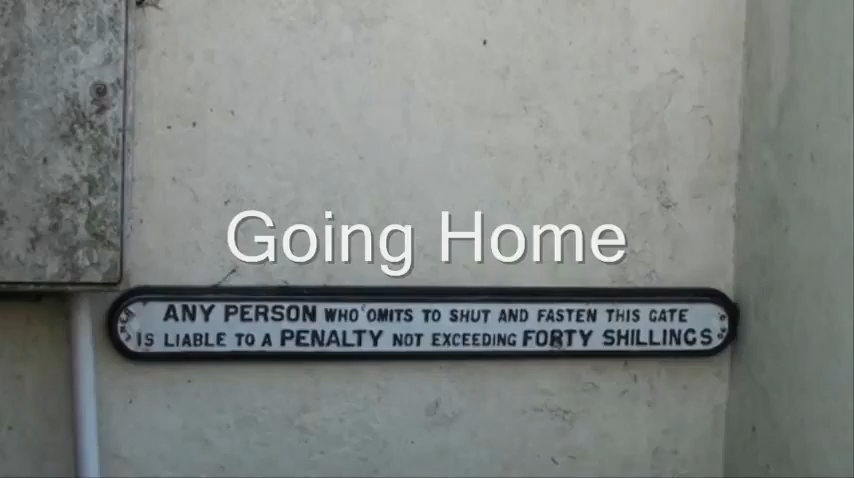 Going Home
ANY PERSON WHO OMITS TO SHUT AND FASTEN THIS GATE
IS LIABLE TO A PENALTY NOT EXCEEDING FORTY SHILLINGS